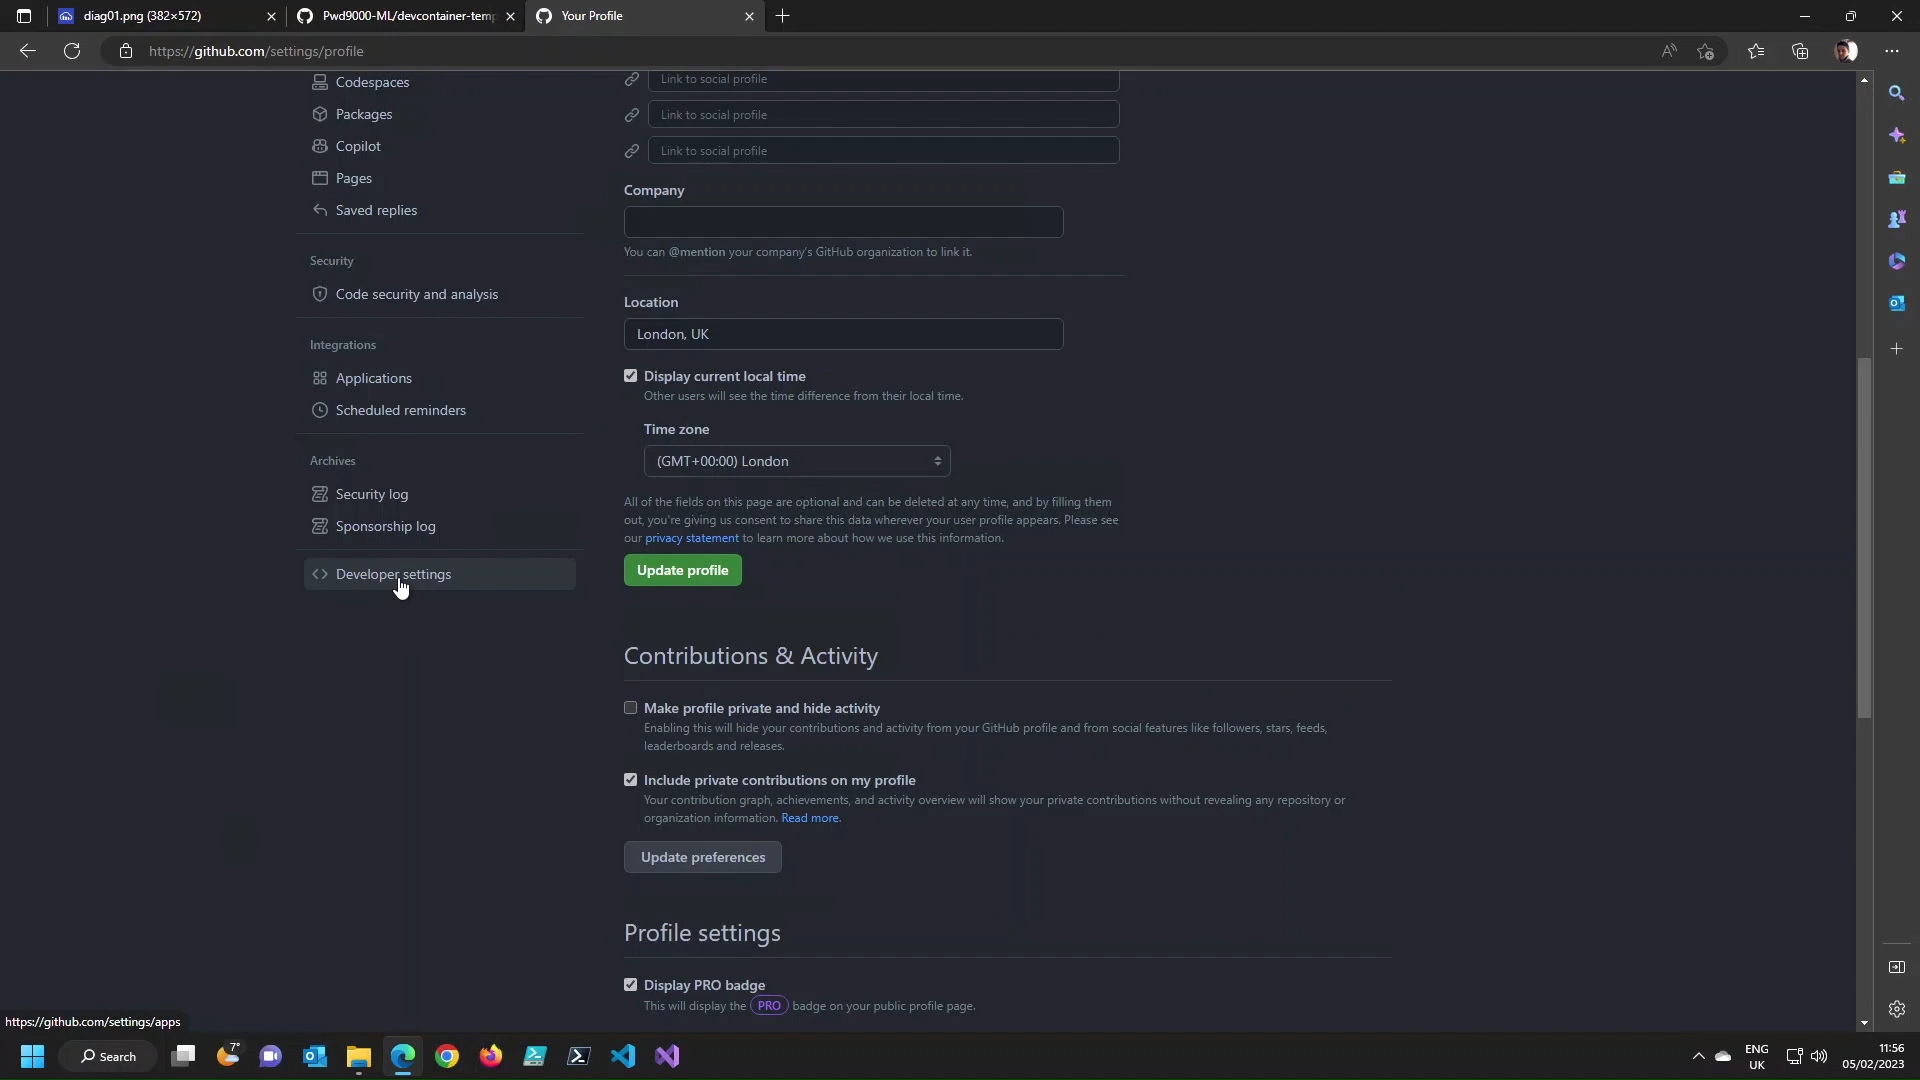 diag01.png (382×572)
Pwd9000-ML/devcontainer-temp
Your Profile
https://github.com/settings/profile
Codespaces
Packages
Copilot
Pages
Saved replies
Security
Code security and analysis
Integrations
Applications
Scheduled reminders
Archives
Security log
Sponsorship log
Developer settings
Link to social profile
Link to social profile
Link to social profile
Company
You can @mention your company's GitHub organization to link it.
Location
London, UK
Display current local time
Other users will see the time difference from their local time.
Time zone
(GMT+00:00) London
All of the fields on this page are optional and can be deleted at any time, and by filling them
out, you're giving us consent to share this data wherever your user profile appears. Please see
our privacy statement to learn more about how we use this information.
Update profile
Contributions & Activity
Make profile private and hide activity
Enabling this will hide your contributions and activity from your GitHub profile and from social features like followers, stars, feeds,
leaderboards and releases.
Include private contributions on my profile
Your contribution graph, achievements, and activity overview will show your private contributions without revealing any repository or
organization information. Read more.
Update preferences
Profile settings
Display PRO badge
This will display the PRO badge on your public profile page.
https://github.com/settings/apps
Search
7°
ENG
UK
11:56
05/02/2023